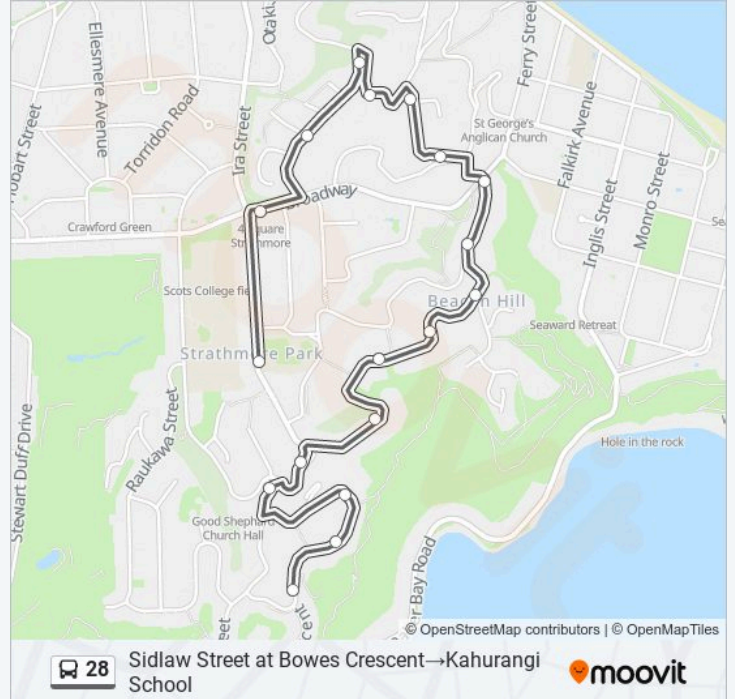 Otaki
Ellesmere Avenue
Torridon Road
Hobart Street
Ira Street
Ferry Street
Falkirk Avenue
St George's
Anglican Church
Inglis Street
Monro Street
Broadway
Crawford Green
Strathmore
Scots College
Beacon Hill
Seaward Retreat
Strathmore Park
Raukawa Street
Stewart Duff Drive
Hole in the rock
Good Shepherd
Church Hall
Bay Road
© OpenStreetMap contributors | © OpenMapTiles
28
Sidlaw Street at Bowes Crescent→Kahurangi
School
moovit